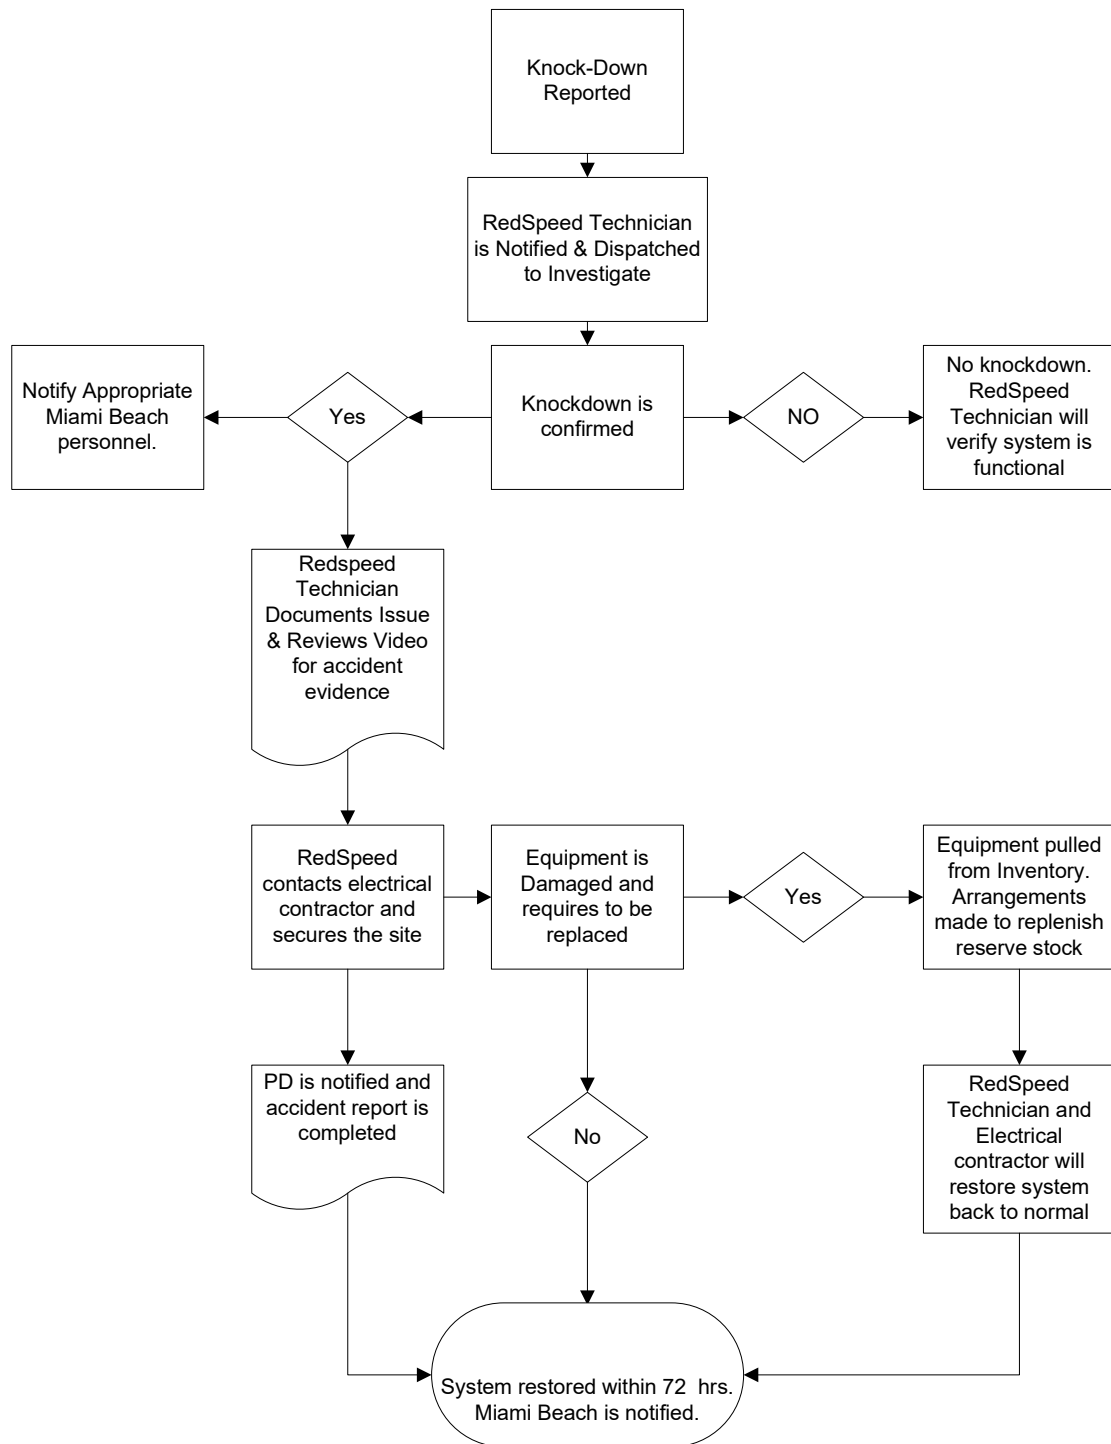 Knock-Down
Reported
RedSpeed Technician
is Notified & Dispatched
to Investigate
Notify Appropriate
Miami Beach
personnel.
Yes
Knockdown is
confirmed
NO
No knockdown.
RedSpeed
Technician will
verify system is
functional
Redspeed
Technician
Documents Issue
& Reviews Video
for accident
evidence
RedSpeed
contacts electrical
contractor and
secures the site
Equipment is
Damaged and
requires to be
replaced
Yes
Equipment pulled
from Inventory.
Arrangements
made to replenish
reserve stock
PD is notified and
accident report is
completed
No
RedSpeed
Technician and
Electrical
contractor will
restore system
back to normal
System restored within 72  hrs.
Miami Beach is notified.